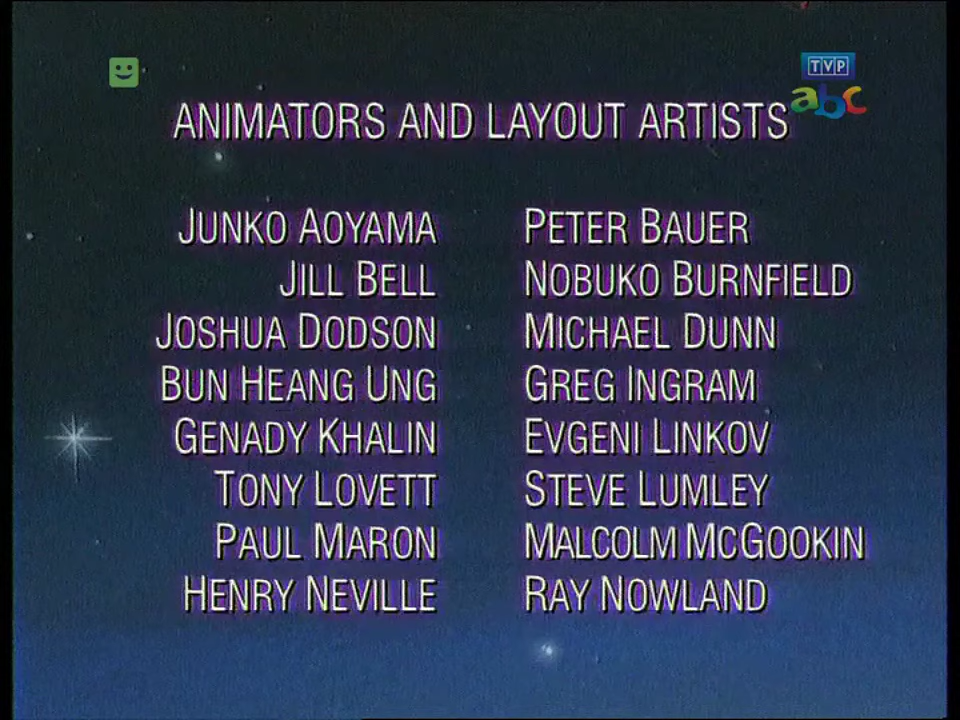 TVP
abc
ANIMATORS AND LAYOUT ARTISTS
JUNKO AOYAMA PETER BAUER
JILL BELL NOBUKO BURNFIELD
JOSHUA DODSON MICHAEL DUNN
BUN HEANG UNG GREG INGRAM
GENADY KHALIN EVGENI LINKOV
TONY LOVETT STEVE LUMLEY
PAUL MARON MALCOLM MCGOOKIN
HENRY NEVILLE RAY NOWLAND